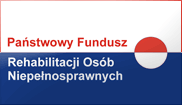 Państwowy Fundusz
Rehabilitacji Osób
Niepełnosprawnych